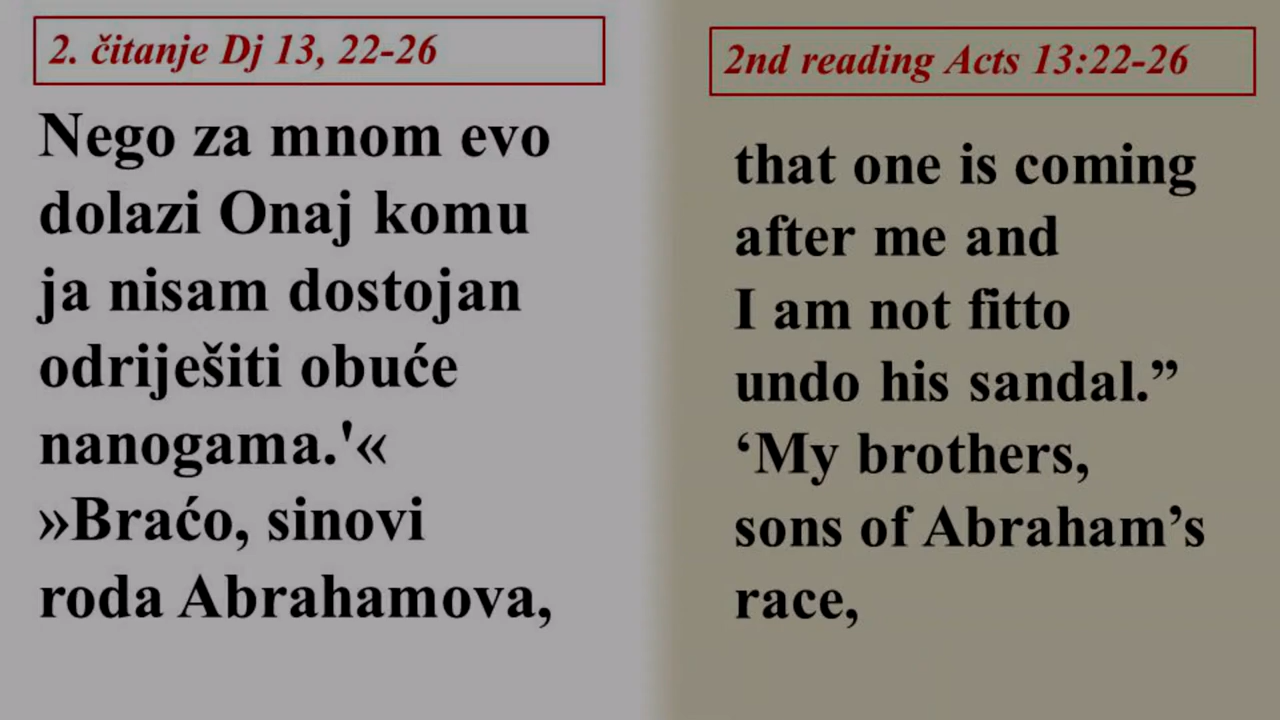 2. čitanje Dj 13, 22-26
Nego za mnom evo
dolazi Onaj komu
ja nisam dostojan
odriješiti obuće
nanogama.'«
»Braćo, sinovi
roda Abrahamova,
2nd reading Acts 13:22-26
that one is coming
after me and
I am not fitto
undo his sandal.”
‘My brothers,
sons of Abraham’s
race,